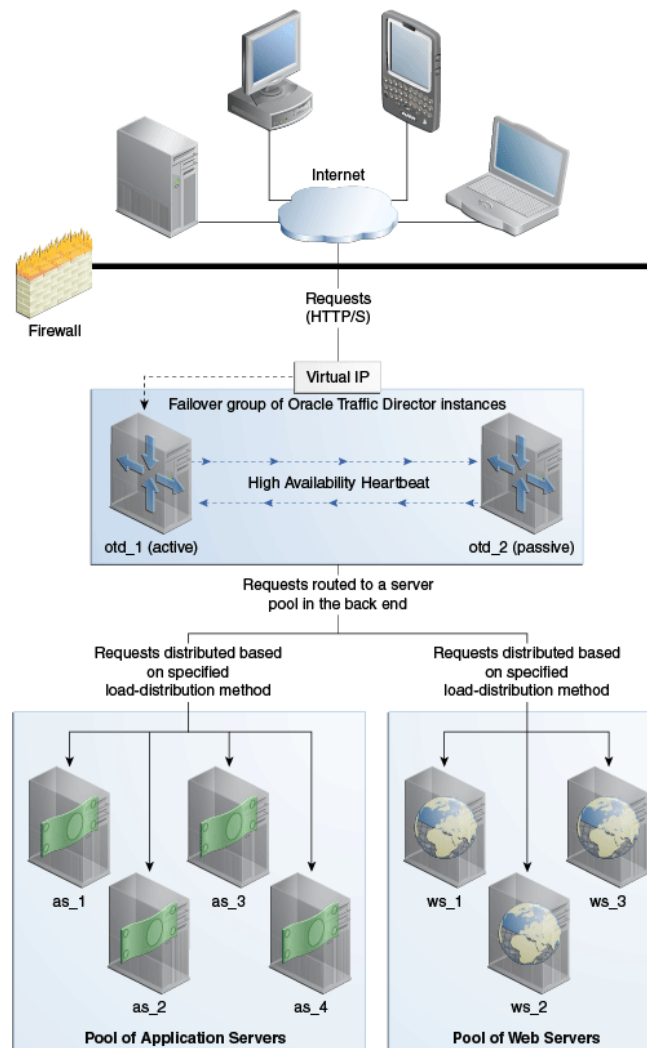 Internet
Firewall
Requests
(HTTP/S)
Virtual IP
Failover group of Oracle Traffic Director instances
High Availability Heartbeat
otd_1 (active)
otd_2 (passive)
Requests routed to a server
pool in the back end
Requests distributed based
on specified
load-distribution method
Requests distributed based
on specified
load-distribution method
as_1
as_3
as_2
as_4
Pool of Application Servers
ws_1
ws_3
ws_2
Pool of Web Servers